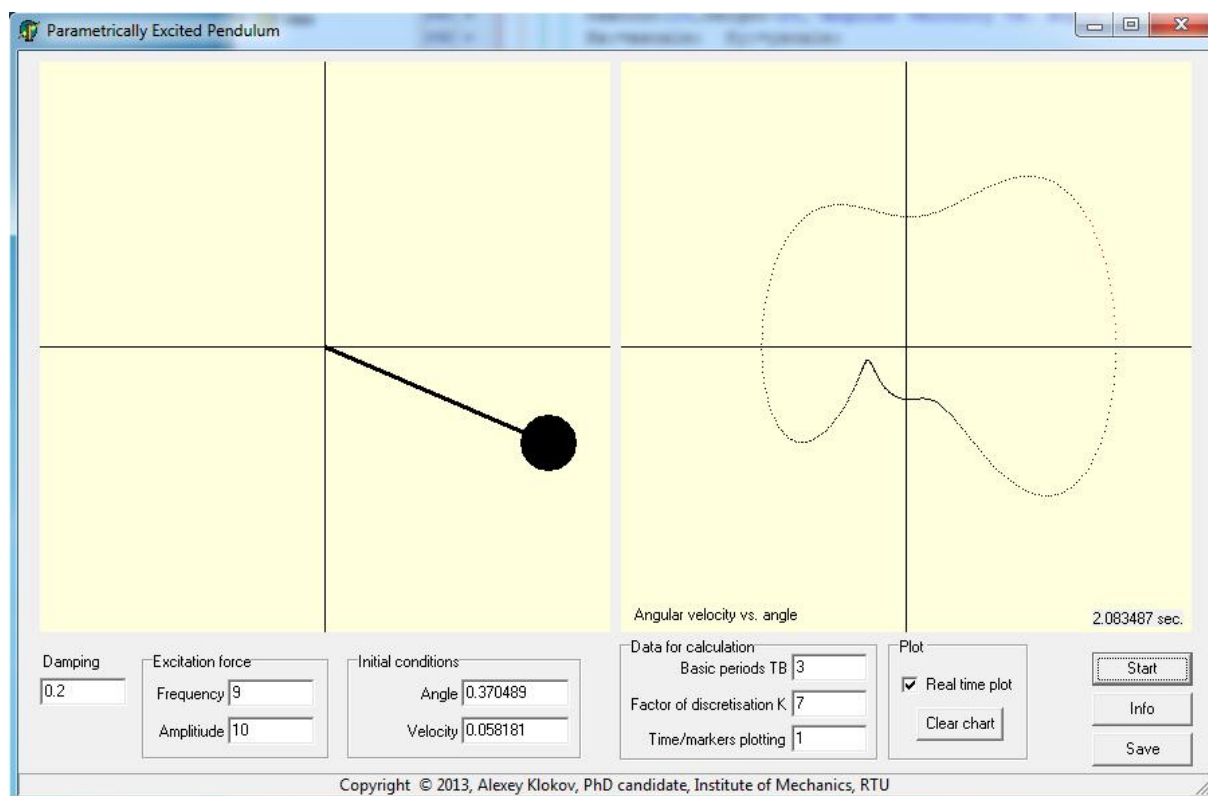 Parametrically Excited Pendulum
Angular velocity vs. angle
2.083487 sec.
Damping
0.2
Excitation force
Frequency 9
Amplitiude 10
Initial conditions
Angle 0.370489
Velocity 0.058181
Data for calculation
Basic periods TB 3
Factor of discretisation K 7
Time/markers plotting 1
Plot
Real time plot
Clear chart
Start
Info
Save
Copyright © 2013, Alexey Klokov, PhD candidate, Institute of Mechanics, RTU